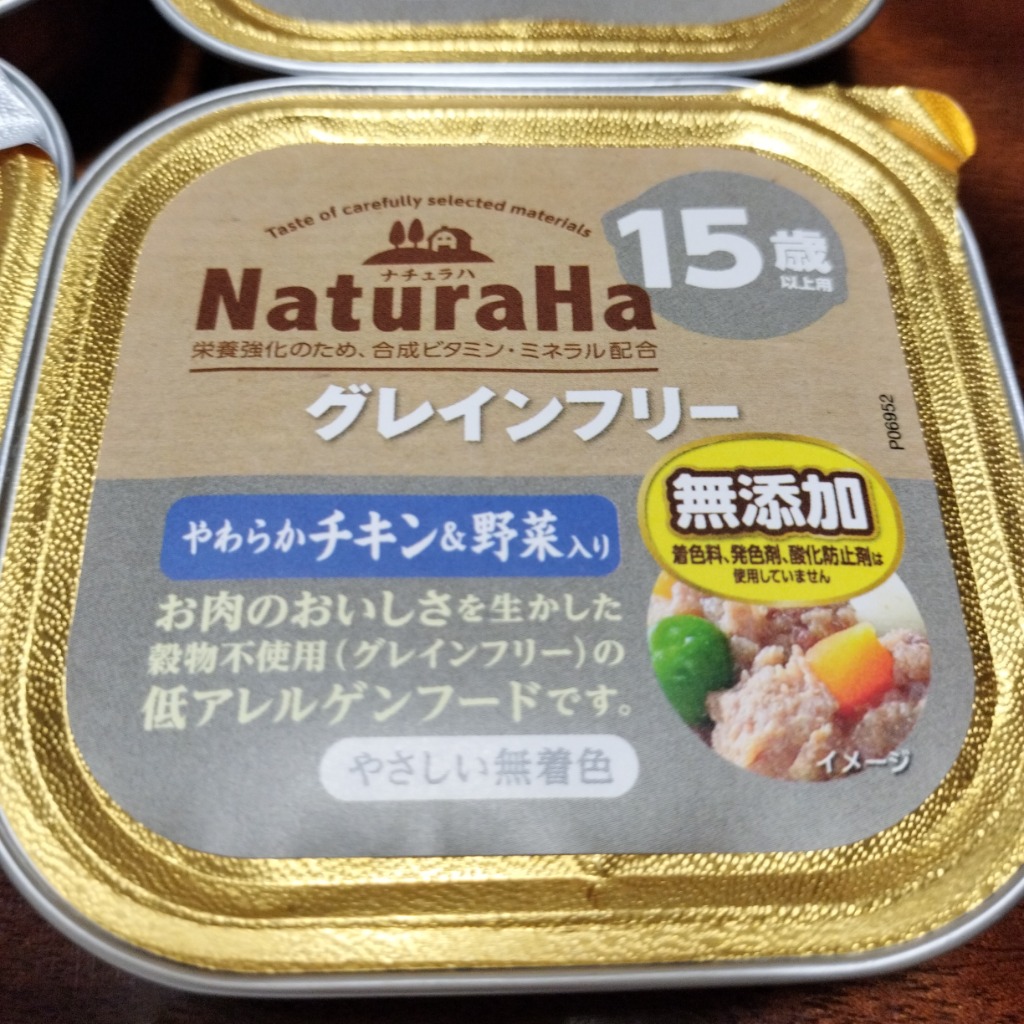 Taste of carefully selected materials
ナチュラハ
NaturaHa
栄養強化のため、合成ビタミン・ミネラル配合
15歳
以上用
グレインフリー
P06952
無添加
着色料、発色剤、酸化防止剤は
使用していません
やわらかチキン&野菜入り
お肉のおいしさを生かした
穀物不使用(グレインフリー)の
低アレルゲンフードです。
やさしい無着色
イメージ